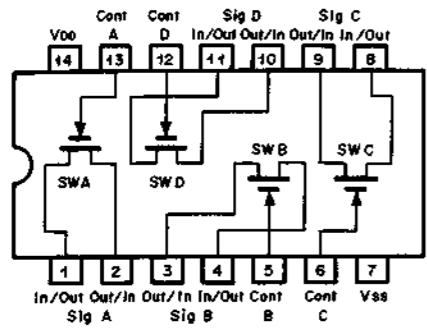 Cont Cont Sig D Sig C
VDD A D In/Out Out/In Out/In In/Out
14 13 12 11 10 9 8
SWA SWD SWB SWC
1 2 3 4 5 6 7
In/Out Out/In Out/In In/Out Cont Cont VSS
Sig A Sig B B C